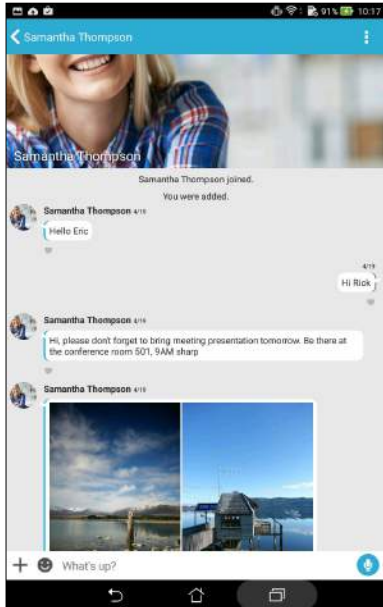 91% 10:17
Samantha Thompson
Samantha Thompson
Samantha Thompson joined.
You were added.
Samantha Thompson 4/19
Hello Eric
4/19
Hi Rick
Samantha Thompson 4/19
Hi, please don't forget to bring meeting presentation tomorrow. Be there at
the conference room 501, 9AM sharp
Samantha Thompson 4/19
What's up?